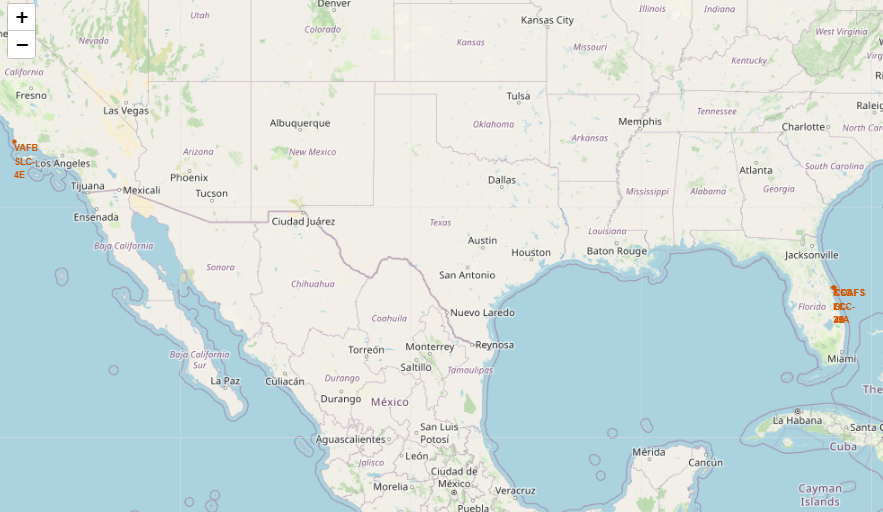 +
−
Denver
Utah
Colorado
Nevada
Kansas City
Kansas
Missouri
Illinois
Indiana
West Virginia
Kentucky
California
Fresno
Las Vegas
Albuquerque
Tulsa
Oklahoma
Memphis
Tennessee
Charlotte
Arkansas
VAFB
SLC-
4E
Los Angeles
Arizona
New Mexico
Phoenix
Tucson
Tijuana
Mexicali
Ensenada
Dallas
Mississippi
Alabama
Atlanta
Georgia
South Carolina
Ciudad Juárez
Texas
Louisiana
Baton Rouge
Baja California
Sonora
Austin
Houston
San Antonio
Jacksonville
Chihuahua
Coahuila
Nuevo Laredo
Florida
Miami
Torreón
Monterrey
Reynosa
Saltillo
Tamaulipas
Baja California
Sur
La Paz
Culiacán
Durango
Durango
México
La Habana
Cuba
Aguascalientes
San Luis
Potosí
Jalisco
León
Mérida
Cancún
Ciudad de
México
Morelia
Veracruz
Puebla
Cayman
Islands